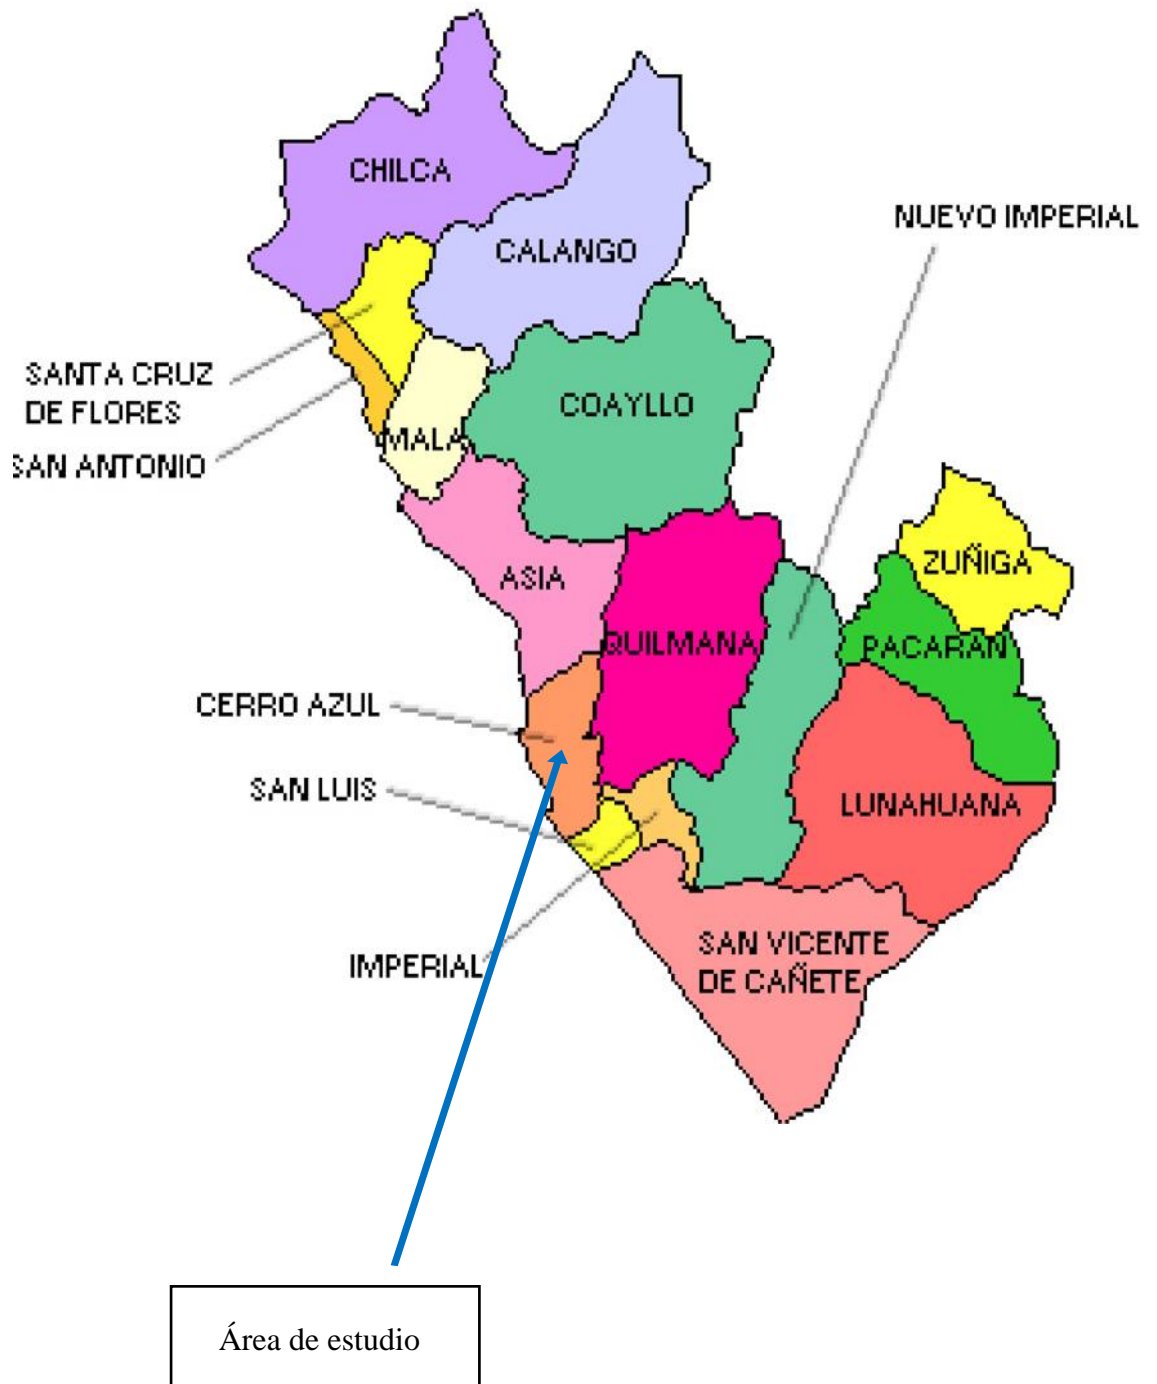 CHILCA
NUEVO IMPERIAL
CALANGO
SANTA CRUZ
DE FLORES
COAYLLO
MALA
SAN ANTONIO
ZUÑIGA
ASIA
QUILMANA
PACARAN
CERRO AZUL
SAN LUIS
LUNAHUANA
SAN VICENTE
DE CAÑETE
IMPERIAL
Área de estudio